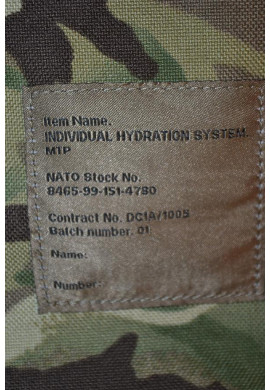 Item Name.
INDIVIDUAL HYDRATION SYSTEM.
MTP
NATO Stock No.
8465-99-151-4780
Contract No. DC1A/1005
Batch number. 01
Name:
Number: